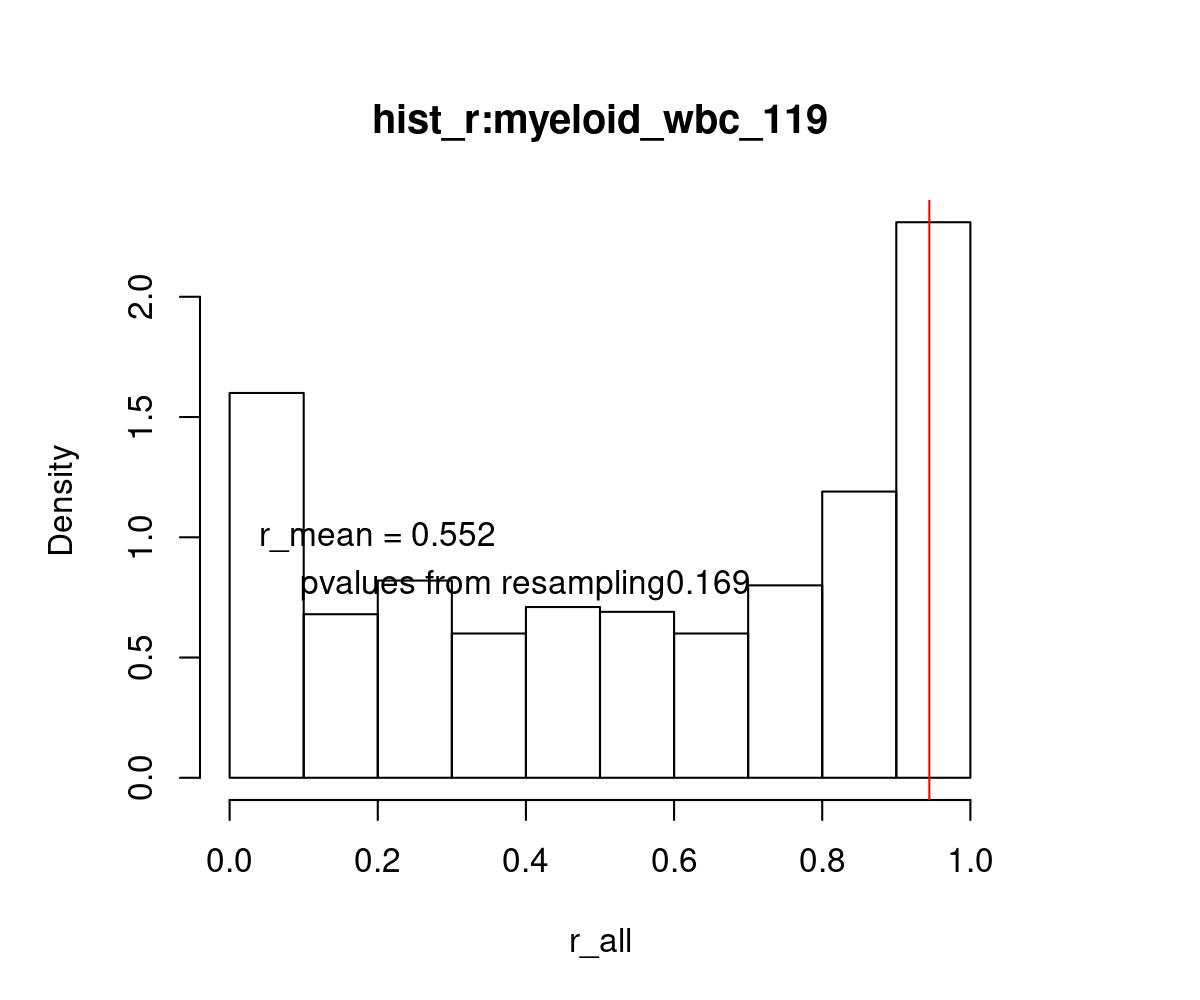 hist_r:myeloid_wbc_119
Density
2.0
1.5
1.0
0.5
0.0
r_mean = 0.552
pvalues from resampling0.169
0.0 0.2 0.4 0.6 0.8 1.0
r_all